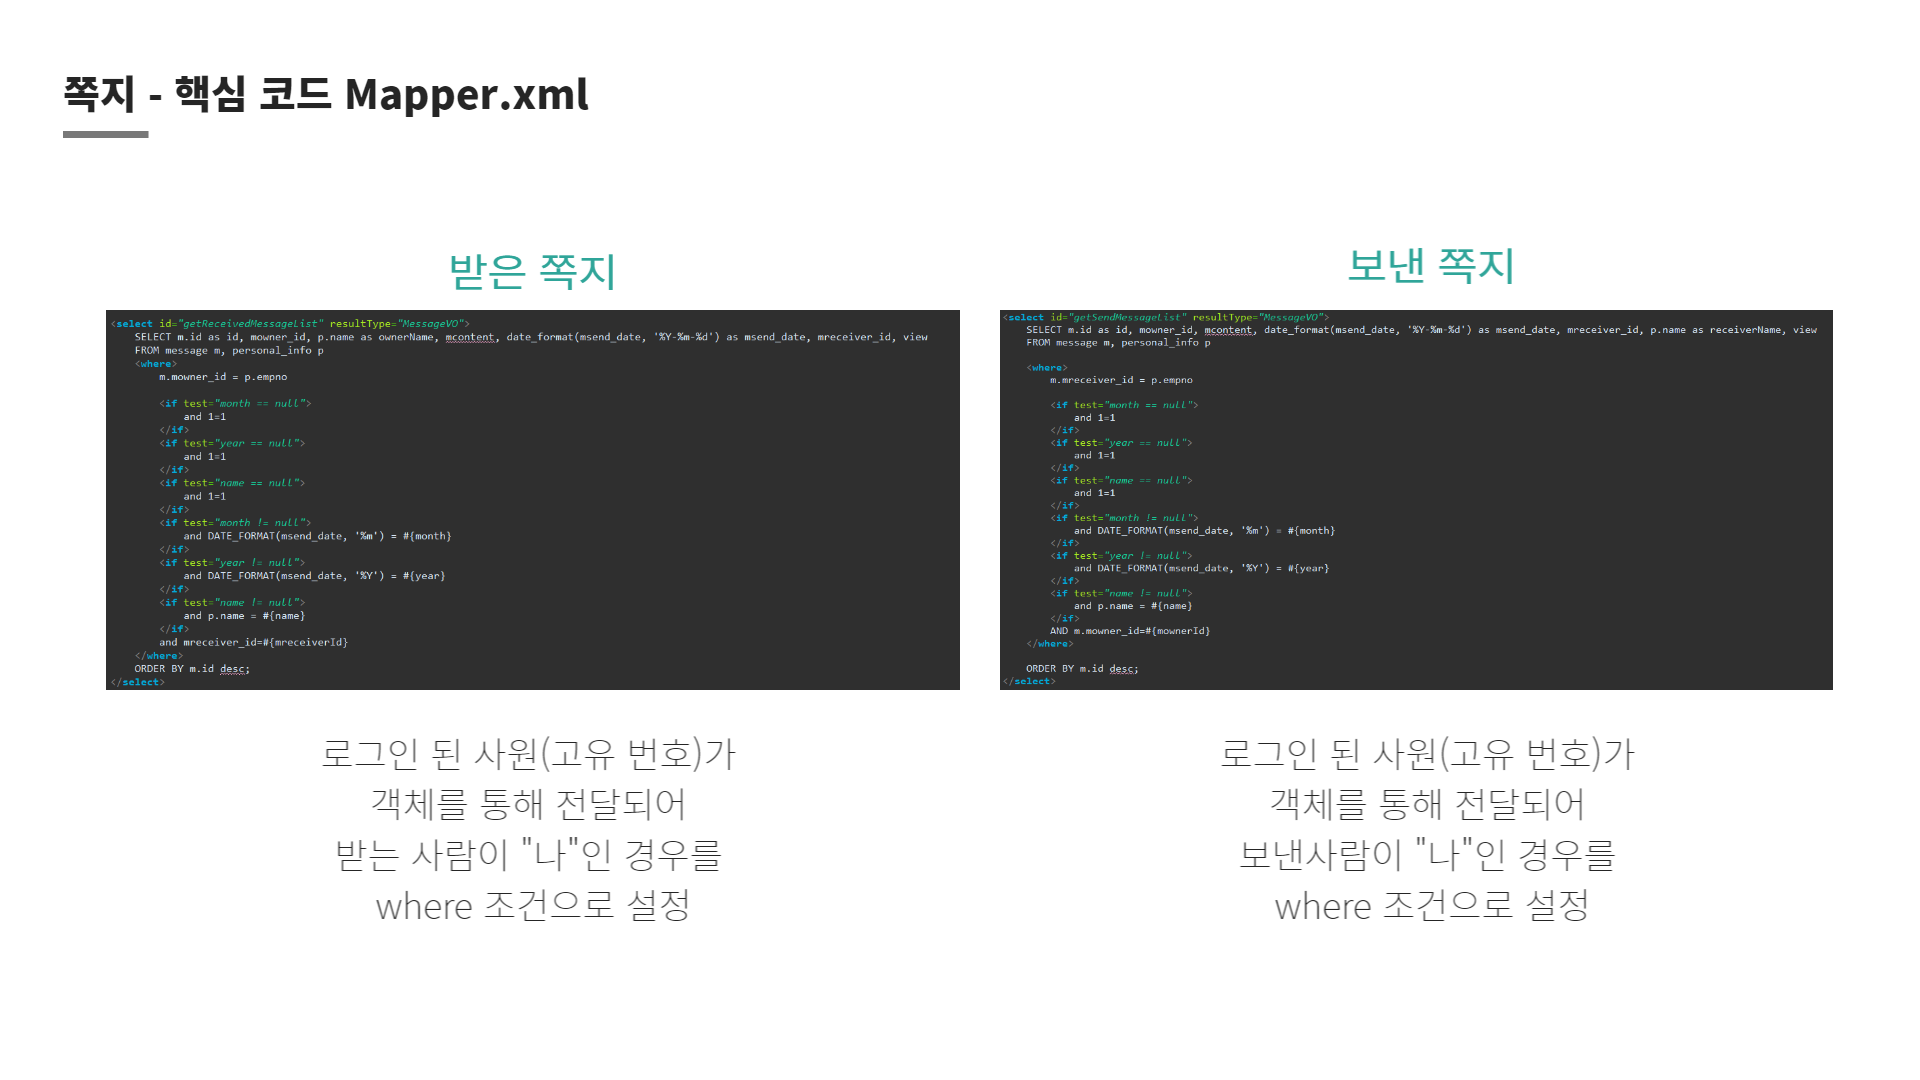 쪽지 - 핵심 코드 Mapper.xml
받은 쪽지
<select id="getReceivedMessageList" resultType="MessageVO">
SELECT m.id as id, mowner_id, p.name as ownerName, mcontent, date_format(msend_date, '%Y-%m-%d') as msend_date, mreceiver_id, view
FROM message m, personal_info p
<where>
m.mowner_id = p.empno
<if test="month == null">
and 1=1
</if>
<if test="year == null">
and 1=1
</if>
<if test="name == null">
and 1=1
</if>
<if test="month != null">
and DATE_FORMAT(msend_date, '%m') = #{month}
</if>
<if test="year != null">
and DATE_FORMAT(msend_date, '%Y') = #{year}
</if>
<if test="name != null">
and p.name = #{name}
</if>
and mreceiver_id=#{mreceiverId}
</where>
ORDER BY m.id desc;
</select>
로그인 된 사원(고유 번호)가
객체를 통해 전달되어
받는 사람이 "나"인 경우를
where 조건으로 설정
보낸 쪽지
<select id="getSendMessageList" resultType="MessageVO">
SELECT m.id as id, mowner_id, mcontent, date_format(msend_date, '%Y-%m-%d') as msend_date, mreceiver_id, p.name as receiverName, view
FROM message m, personal_info p
<where>
m.mreceiver_id = p.empno
<if test="month == null">
and 1=1
</if>
<if test="year == null">
and 1=1
</if>
<if test="name == null">
and 1=1
</if>
<if test="month != null">
and DATE_FORMAT(msend_date, '%m') = #{month}
</if>
<if test="year != null">
and DATE_FORMAT(msend_date, '%Y') = #{year}
</if>
<if test="name != null">
and p.name = #{name}
</if>
AND m.mowner_id=#{mownerId}
</where>
ORDER BY m.id desc;
</select>
로그인 된 사원(고유 번호)가
객체를 통해 전달되어
보낸사람이 "나"인 경우를
where 조건으로 설정